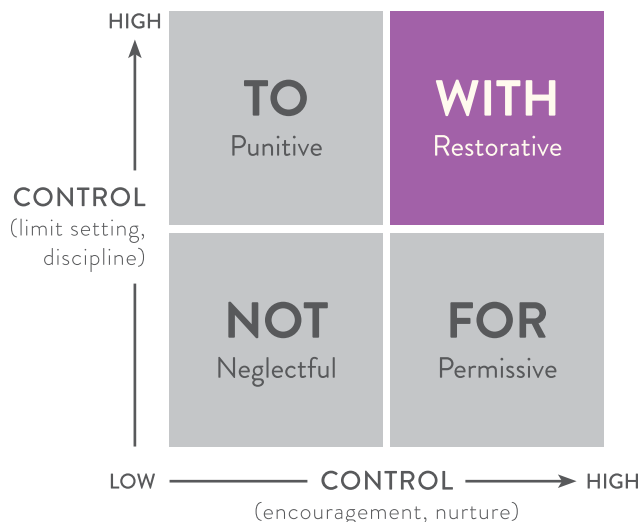 HIGH
TO
Punitive
WITH
Restorative
CONTROL
(limit setting,
discipline)
NOT
Neglectful
FOR
Permissive
LOW
CONTROL
HIGH
(encouragement, nurture)